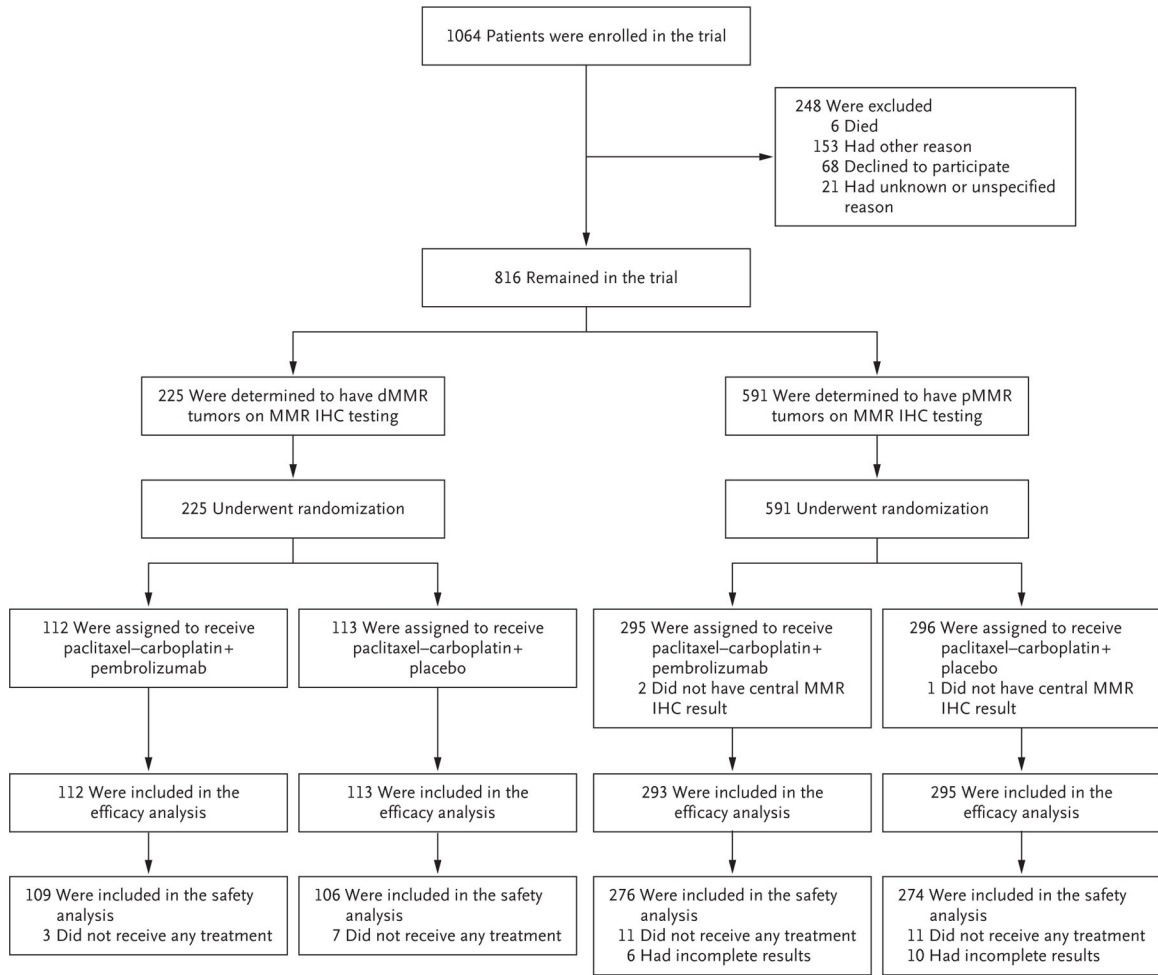 1064 Patients were enrolled in the trial
248 Were excluded
6 Died
153 Had other reason
68 Declined to participate
21 Had unknown or unspecified
reason
816 Remained in the trial
225 Were determined to have dMMR
tumors on MMR IHC testing
591 Were determined to have pMMR
tumors on MMR IHC testing
225 Underwent randomization
591 Underwent randomization
112 Were assigned to receive
paclitaxel–carboplatin+
pembrolizumab
113 Were assigned to receive
paclitaxel–carboplatin+
placebo
295 Were assigned to receive
paclitaxel–carboplatin+
pembrolizumab
2 Did not have central MMR
IHC result
296 Were assigned to receive
paclitaxel–carboplatin+
placebo
1 Did not have central MMR
IHC result
112 Were included in the
efficacy analysis
113 Were included in the
efficacy analysis
293 Were included in the
efficacy analysis
295 Were included in the
efficacy analysis
109 Were included in the safety
analysis
3 Did not receive any treatment
106 Were included in the safety
analysis
7 Did not receive any treatment
276 Were included in the safety
analysis
11 Did not receive any treatment
6 Had incomplete results
274 Were included in the safety
analysis
11 Did not receive any treatment
10 Had incomplete results